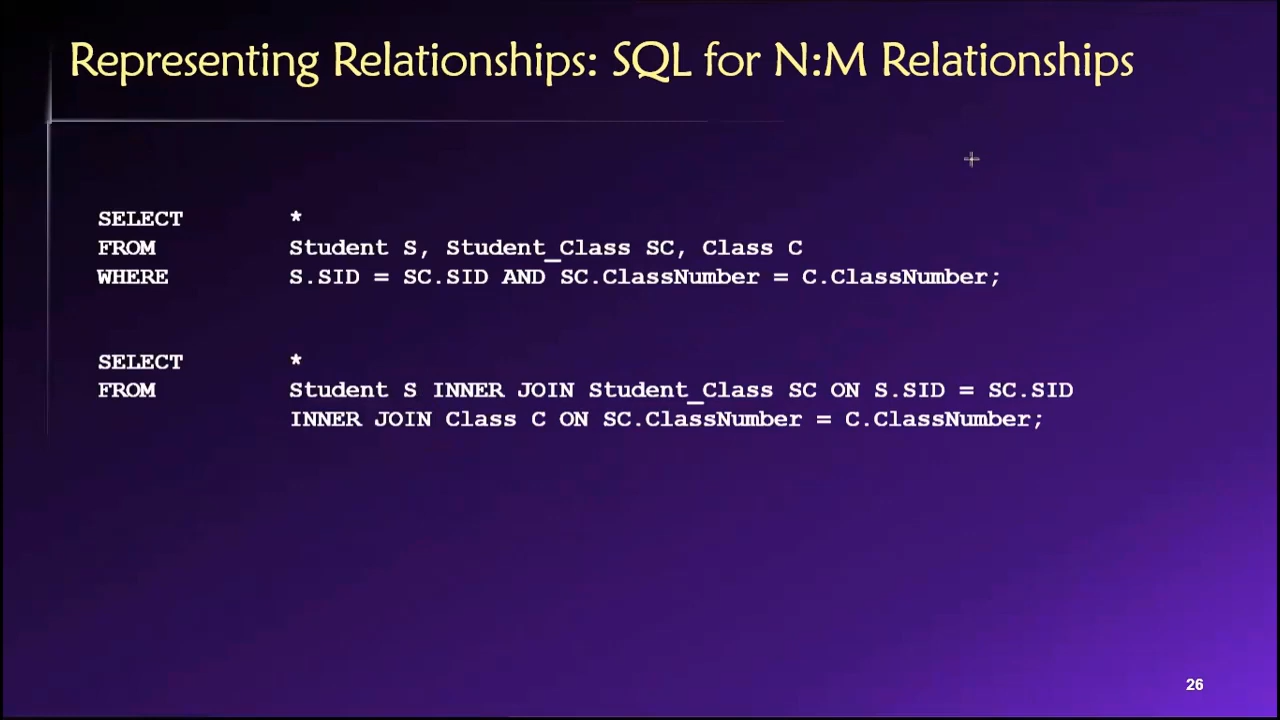 Representing Relationships: SQL for N:M Relationships
SELECT *
FROM Student S, Student_Class SC, Class C
WHERE S.SID = SC.SID AND SC.ClassNumber = C.ClassNumber;
SELECT *
FROM Student S INNER JOIN Student_Class SC ON S.SID = SC.SID
INNER JOIN Class C ON SC.ClassNumber = C.ClassNumber;
26